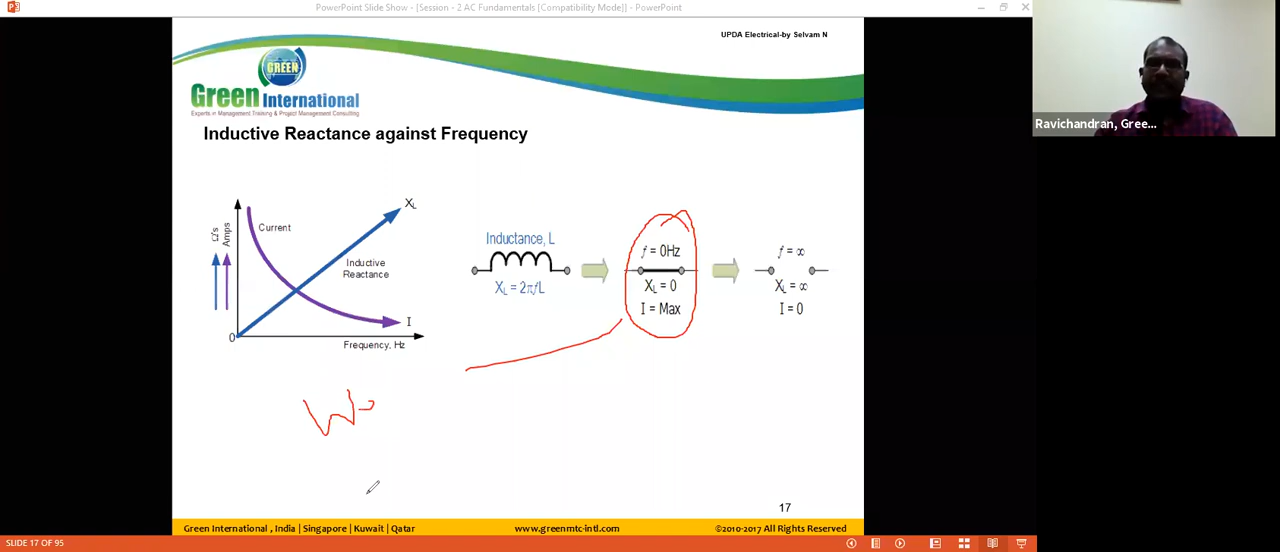 PowerPoint Slide Show - [Session - 2 AC Fundamentals [Compatibility Mode]] - PowerPoint
UPDA Electrical-by Selvam N
GREEN
Green International
Experts in Management Training & Project Management Consulting
Inductive Reactance against Frequency
Ω's
Amps
Current
XL
Inductive
Reactance
I
0
Frequency, Hz
Inductance, L
XL = 2πfL
f = 0Hz
XL = 0
I = Max
f = ∞
XL = ∞
I = 0
17
Green International , India | Singapore | Kuwait | Qatar
www.greenmtc-intl.com
©2010-2017 All Rights Reserved
SLIDE 17 OF 95
Ravichandran, Gree...